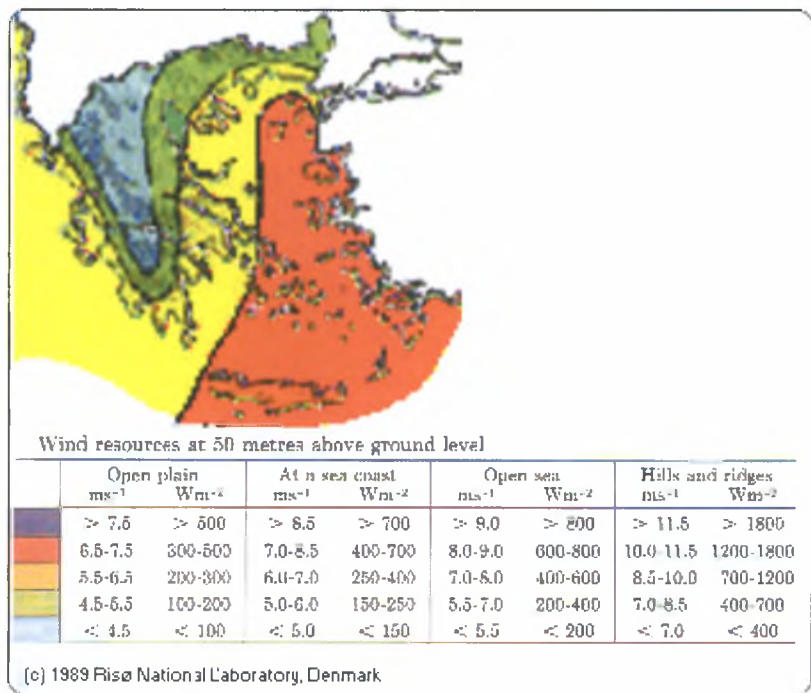 Wind resources at 50 metres above ground level
Open plain At a sea coast Open sea Hills and ridges
ms⁻¹ Wm⁻² ms⁻¹ Wm⁻² ms⁻¹ Wm⁻² ms⁻¹ Wm⁻²
> 7.5 > 500 > 8.5 > 700 > 9.0 > 800 > 11.5 > 1800
6.5-7.5 300-500 7.0-8.5 400-700 8.0-9.0 600-800 10.0-11.5 1200-1800
5.5-6.5 200-300 6.0-7.0 250-400 7.0-8.0 400-600 8.5-10.0 700-1200
4.5-5.5 100-200 5.0-6.0 150-250 5.5-7.0 200-400 7.0-8.5 400-700
< 4.5 < 100 < 5.0 < 150 < 5.5 < 200 < 7.0 < 400
(c) 1989 Risø National Laboratory, Denmark